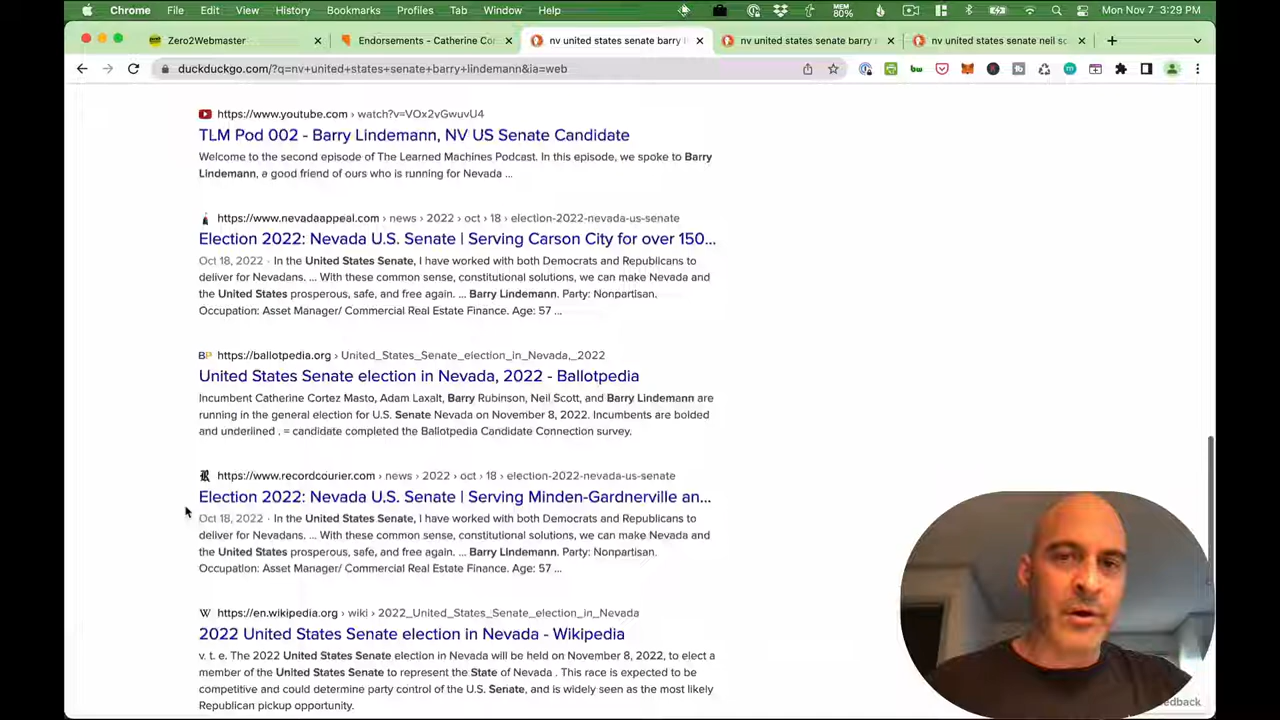 Chrome File Edit View History Bookmarks Profiles Tab Window Help MEM 80% Mon Nov 7 3:29 PM
Zero2Webmaster
Endorsements - Catherine Co
nv united states senate barry l
nv united states senate barry
nv united states senate neil sc
duckduckgo.com/?q=nv+united+states+senate+barry+lindemann&ia=web
https://www.youtube.com › watch?v=VOx2vGwuvU4
TLM Pod 002 - Barry Lindemann, NV US Senate Candidate
Welcome to the second episode of The Learned Machines Podcast. In this episode, we spoke to Barry
Lindemann, a good friend of ours who is running for Nevada ...
https://www.nevadaappeal.com › news › 2022 › oct › 18 › election-2022-nevada-us-senate
Election 2022: Nevada U.S. Senate | Serving Carson City for over 150...
Oct 18, 2022 · In the United States Senate, I have worked with both Democrats and Republicans to
deliver for Nevadans. ... With these common sense, constitutional solutions, we can make Nevada and
the United States prosperous, safe, and free again. ... Barry Lindemann. Party: Nonpartisan.
Occupation: Asset Manager/ Commercial Real Estate Finance. Age: 57 ...
BP https://ballotpedia.org › United_States_Senate_election_in_Nevada,_2022
United States Senate election in Nevada, 2022 - Ballotpedia
Incumbent Catherine Cortez Masto, Adam Laxalt, Barry Rubinson, Neil Scott, and Barry Lindemann are
running in the general election for U.S. Senate Nevada on November 8, 2022. Incumbents are bolded
and underlined . = candidate completed the Ballotpedia Candidate Connection survey.
https://www.recordcourier.com › news › 2022 › oct › 18 › election-2022-nevada-us-senate
Election 2022: Nevada U.S. Senate | Serving Minden-Gardnerville an...
Oct 18, 2022 · In the United States Senate, I have worked with both Democrats and Republicans to
deliver for Nevadans. ... With these common sense, constitutional solutions, we can make Nevada and
the United States prosperous, safe, and free again. ... Barry Lindemann. Party: Nonpartisan.
Occupation: Asset Manager/ Commercial Real Estate Finance. Age: 57 ...
W https://en.wikipedia.org › wiki › 2022_United_States_Senate_election_in_Nevada
2022 United States Senate election in Nevada - Wikipedia
v. t. e. The 2022 United States Senate election in Nevada will be held on November 8, 2022, to elect a
member of the United States Senate to represent the State of Nevada . This race is expected to be
competitive and could determine party control of the U.S. Senate, and is widely seen as the most likely
Republican pickup opportunity.
edback